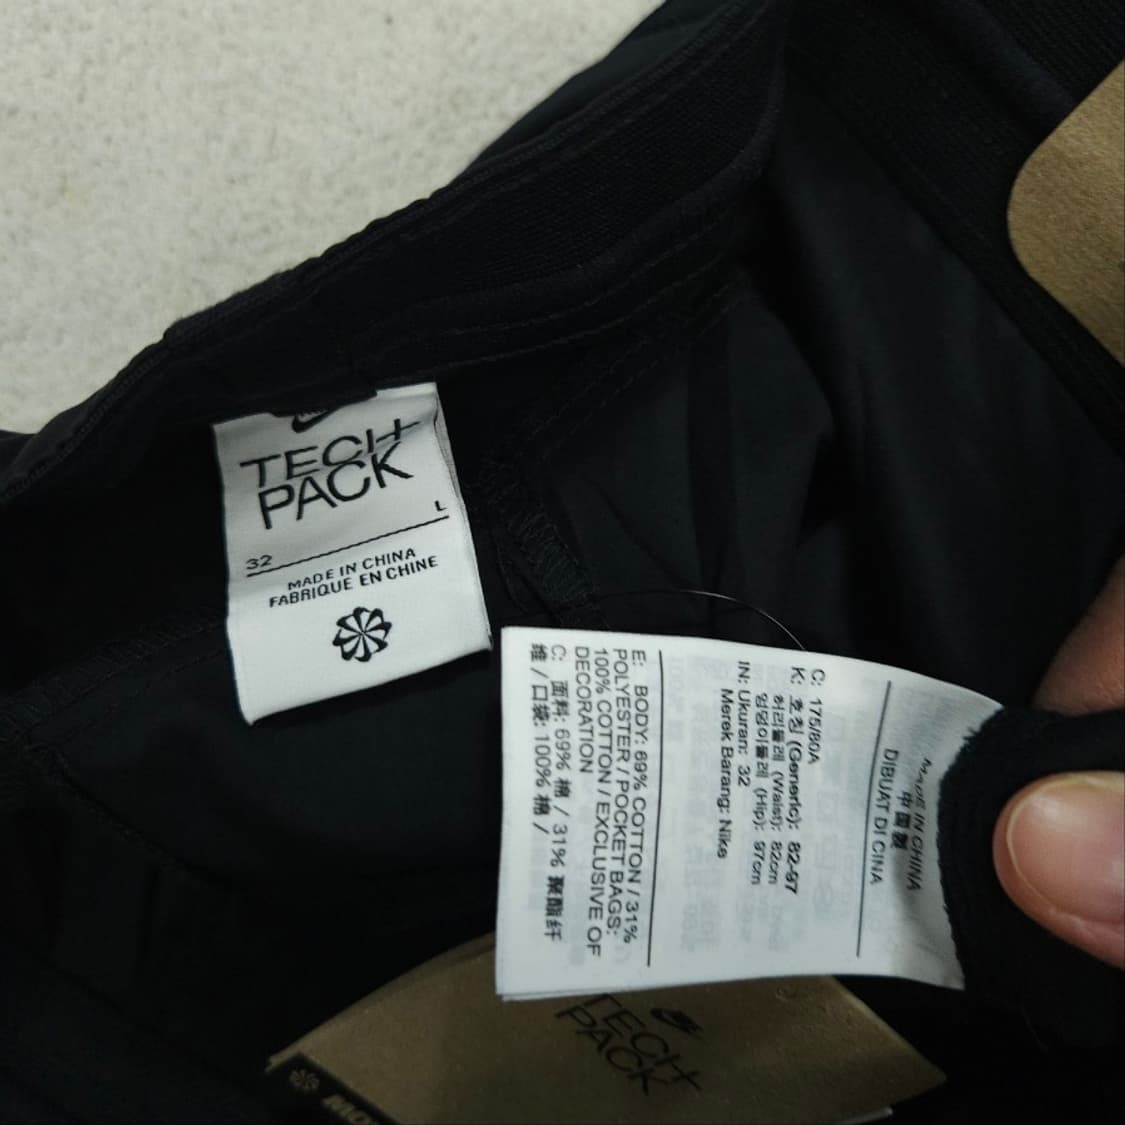 TECH
PACK
L
32
MADE IN CHINA
FABRIQUE EN CHINE
MADE IN CHINA
中国製
DIBUAT DI CINA
C: 175/80A
K: 호칭 (Generic): 82-97
허리둘레 (Waist): 82cm
엉덩이둘레 (Hip): 97cm
IN: Ukuran: 32
Merek Barang: Nike
E: BODY: 69% COTTON / 31%
POLYESTER / POCKET BAGS:
100% COTTON / EXCLUSIVE OF
DECORATION
C: 面料: 69% 棉 / 31% 聚酯纤
维 / 口袋: 100% 棉 /
TECH
PACK